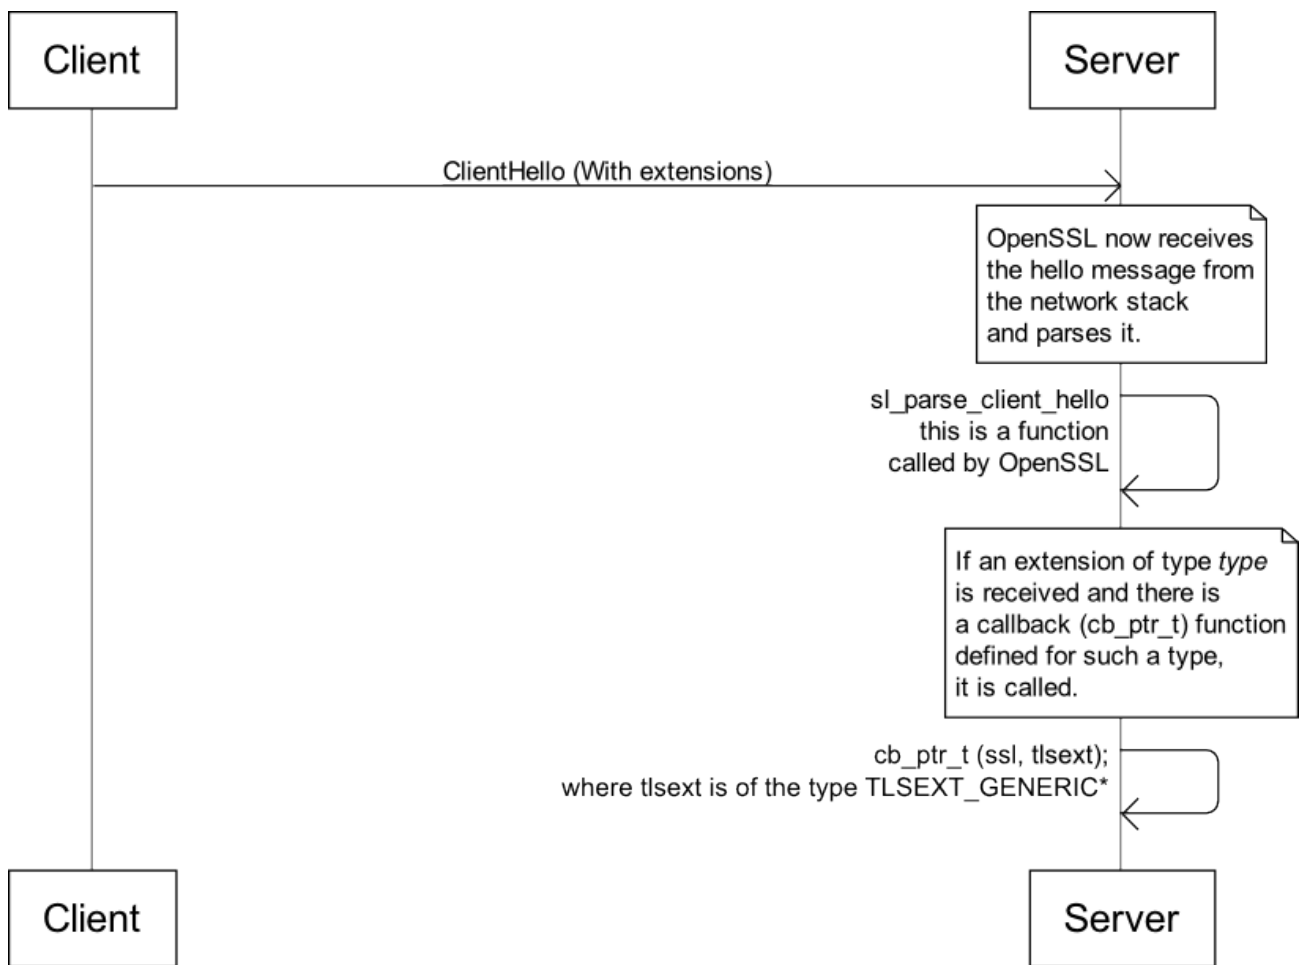 Client
Server
ClientHello (With extensions)
OpenSSL now receives
the hello message from
the network stack
and parses it.
sl_parse_client_hello
this is a function
called by OpenSSL
If an extension of type type
is received and there is
a callback (cb_ptr_t) function
defined for such a type,
it is called.
cb_ptr_t (ssl, tlsext);
where tlsext is of the type TLSEXT_GENERIC*
Client
Server